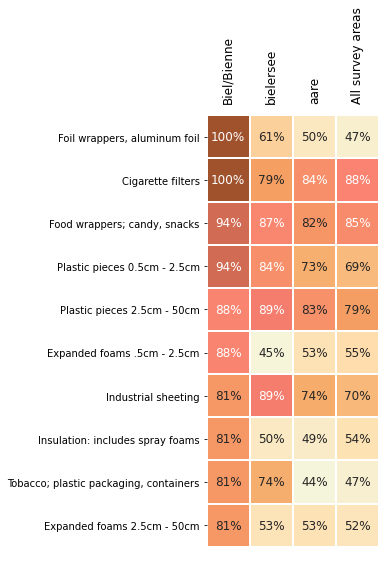 Biel/Bienne bielersee aare All survey areas
Foil wrappers, aluminum foil 100% 61% 50% 47%
Cigarette filters 100% 79% 84% 88%
Food wrappers; candy, snacks 94% 87% 82% 85%
Plastic pieces 0.5cm - 2.5cm 94% 84% 73% 69%
Plastic pieces 2.5cm - 50cm 88% 89% 83% 79%
Expanded foams .5cm - 2.5cm 88% 45% 53% 55%
Industrial sheeting 81% 89% 74% 70%
Insulation: includes spray foams 81% 50% 49% 54%
Tobacco; plastic packaging, containers 81% 74% 44% 47%
Expanded foams 2.5cm - 50cm 81% 53% 53% 52%